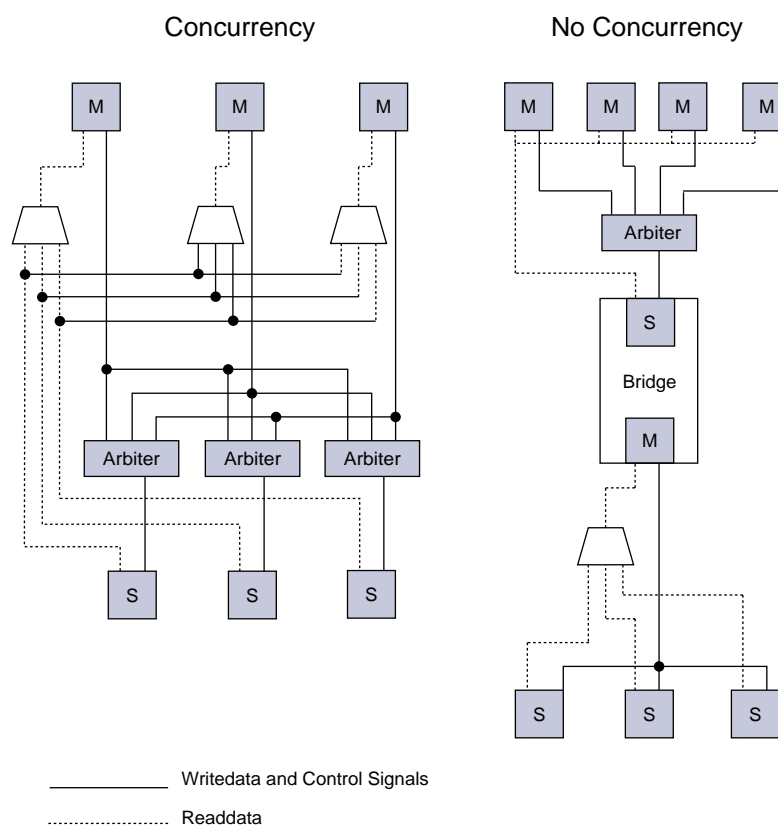 Concurrency
No Concurrency
M M M
M M M M
Arbiter
S
Bridge
M
Arbiter Arbiter Arbiter
S S S
S S S
Writedata and Control Signals
Readdata